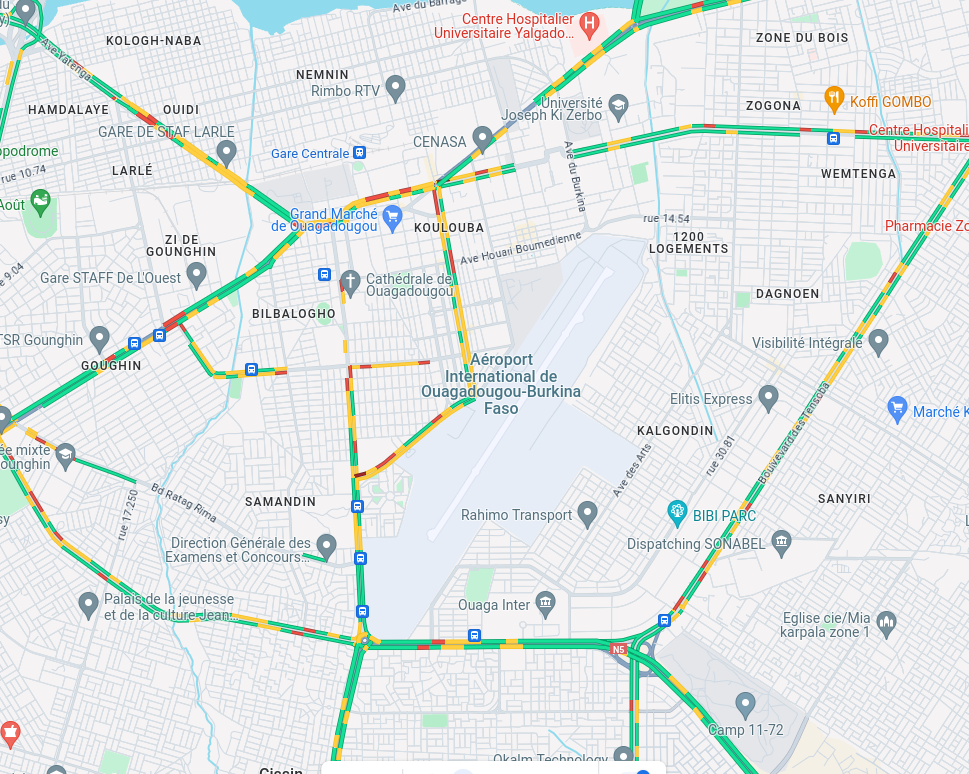 Ave du Barrage
Centre Hospitalier
Universitaire Yalgado…
KOLOGH-NABA
ZONE DU BOIS
Ave Yatenga
NEMNIN
Rimbo RTV
HAMDALAYE
OUIDI
Université
Joseph Ki Zerbo
ZOGONA
Koffi GOMBO
GARE DE STAF LARLE
CENASA
Centre Hospitali
Universitaire
ppodrome
Gare Centrale
LARLÉ
rue 10.74
Ave du Burkina
WEMTENGA
Août
Grand Marché
de Ouagadougou
KOULOUBA
rue 14.54
Pharmacie Zo
ZI DE
GOUNGHIN
1200
LOGEMENTS
Ave Houari Boumedienne
e 9.04
Gare STAFF De L'Ouest
Cathédrale de
Ouagadougou
DAGNOEN
BILBALOGHO
TSR Gounghin
Visibilité Intégrale
GOUGHIN
Aéroport
International de
Ouagadougou-Burkina
Faso
Elitis Express
Marché K
KALGONDIN
Boulevard des Tensoba
ée mixte
ounghin
rue 30.81
Ave des Arts
Bd Ratag Rima
rue 17.250
SAMANDIN
SANYIRI
sy
Rahimo Transport
BIBI PARC
Direction Générale des
Examens et Concours…
Dispatching SONABEL
Palais de la jeunesse
et de la culture Jean…
Ouaga Inter
Eglise cie/Mia
karpala zone 1
N5
Camp 11-72
Okalm Technology
Cissin